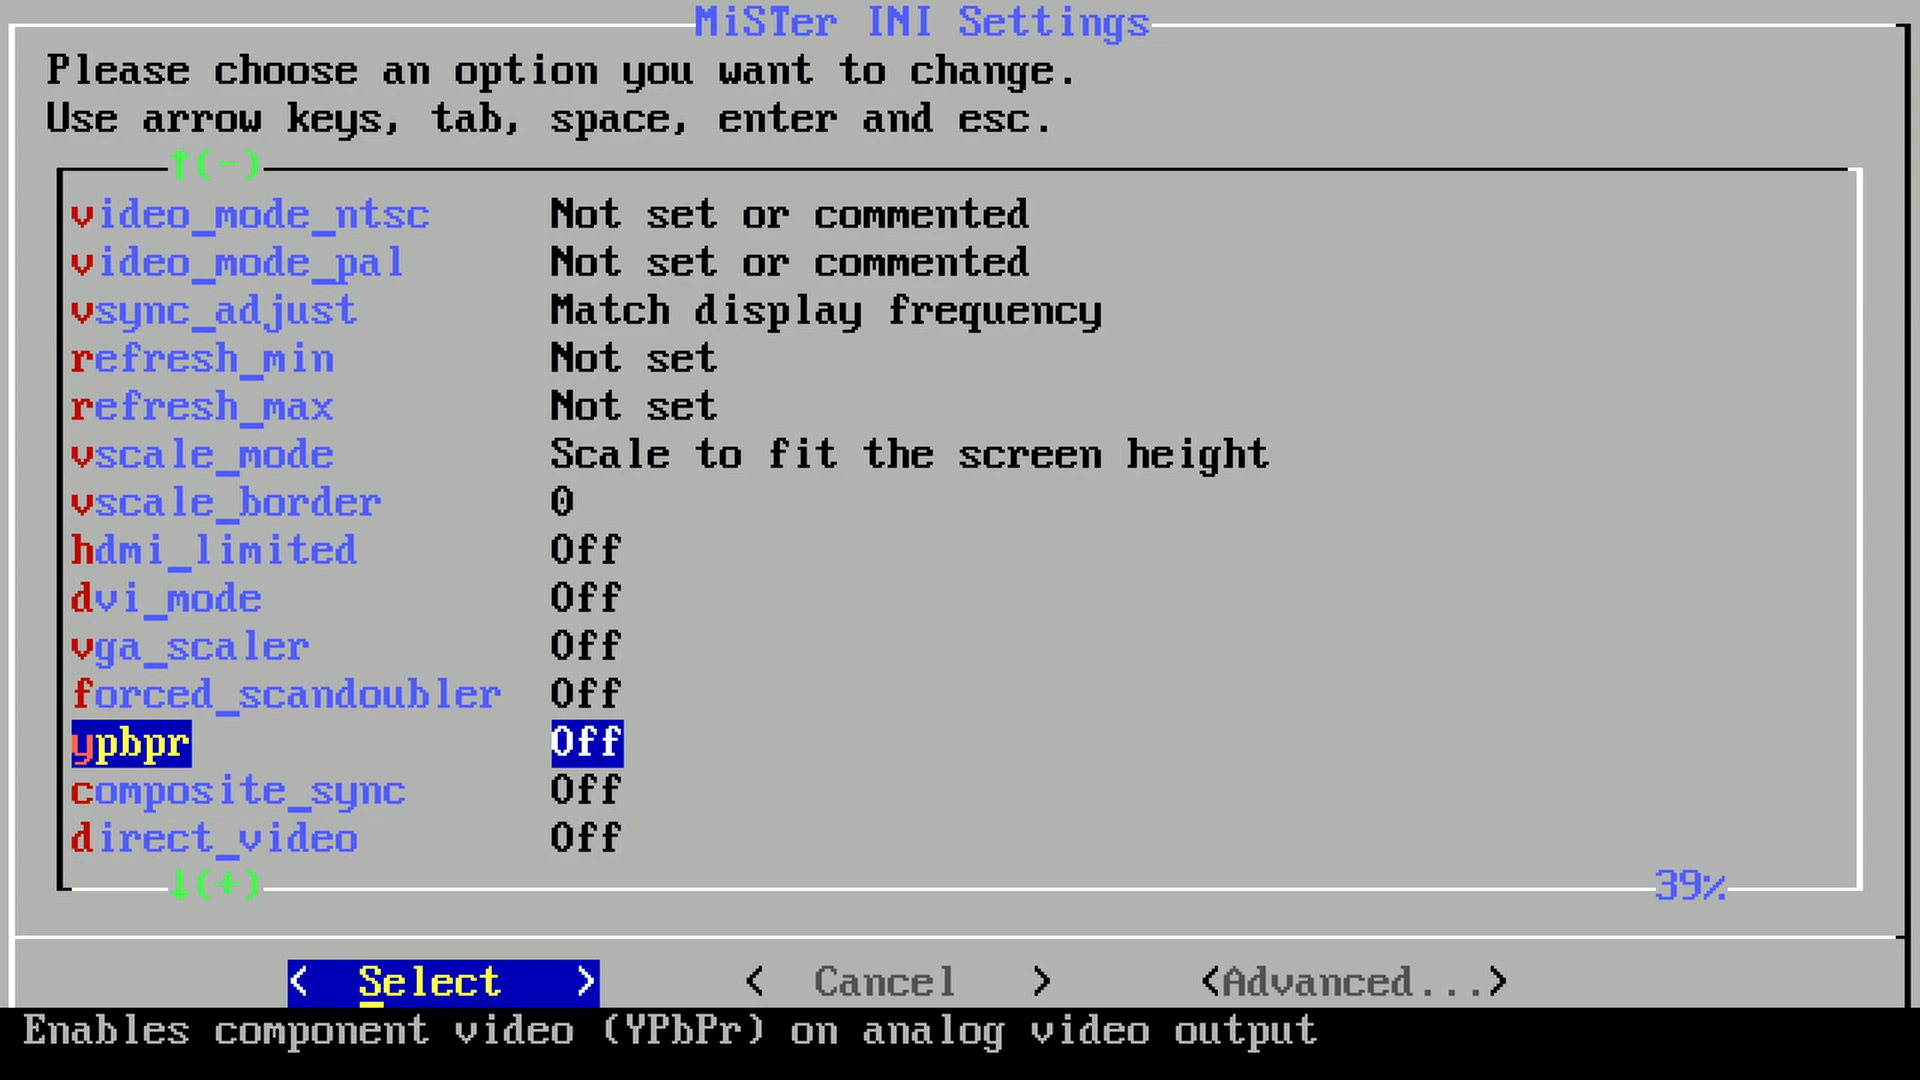 MiSTer INI Settings
Please choose an option you want to change.
Use arrow keys, tab, space, enter and esc.
↑(-)
video_mode_ntsc Not set or commented
video_mode_pal Not set or commented
vsync_adjust Match display frequency
refresh_min Not set
refresh_max Not set
vscale_mode Scale to fit the screen height
vscale_border 0
hdmi_limited Off
dvi_mode Off
vga_scaler Off
forced_scandoubler Off
ypbpr Off
composite_sync Off
direct_video Off
↓(+) 39%
< Select > < Cancel > <Advanced...>
Enables component video (YPbPr) on analog video output